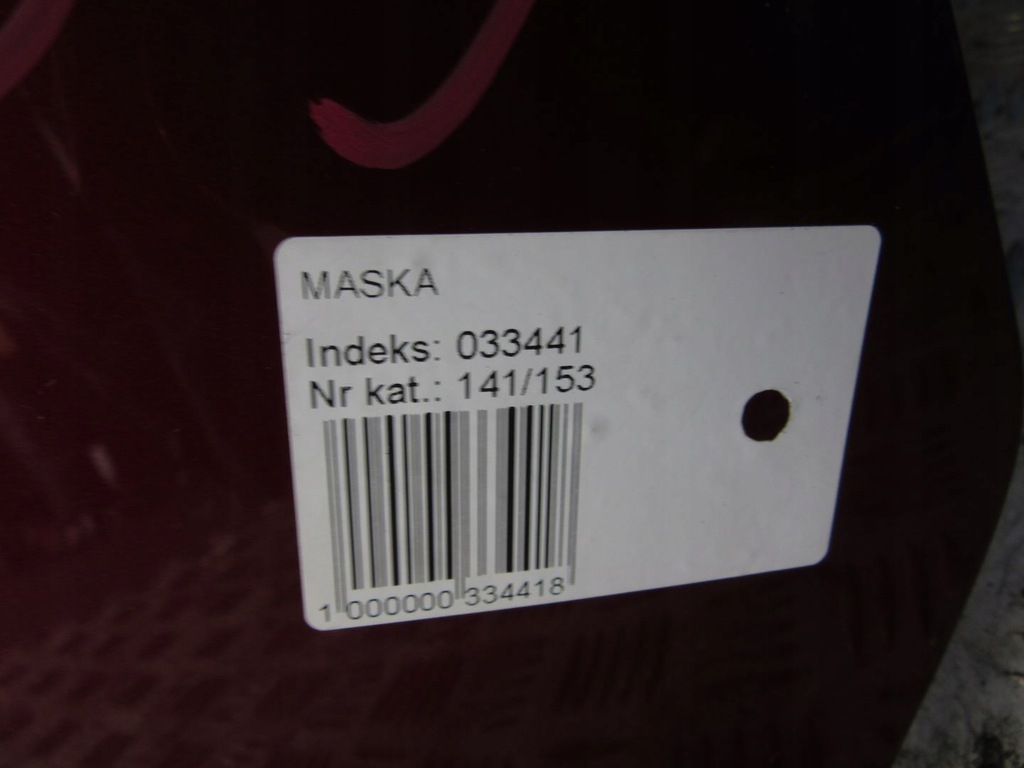 MASKA
Indeks: 033441
Nr kat.: 141/153
1 000000 334418